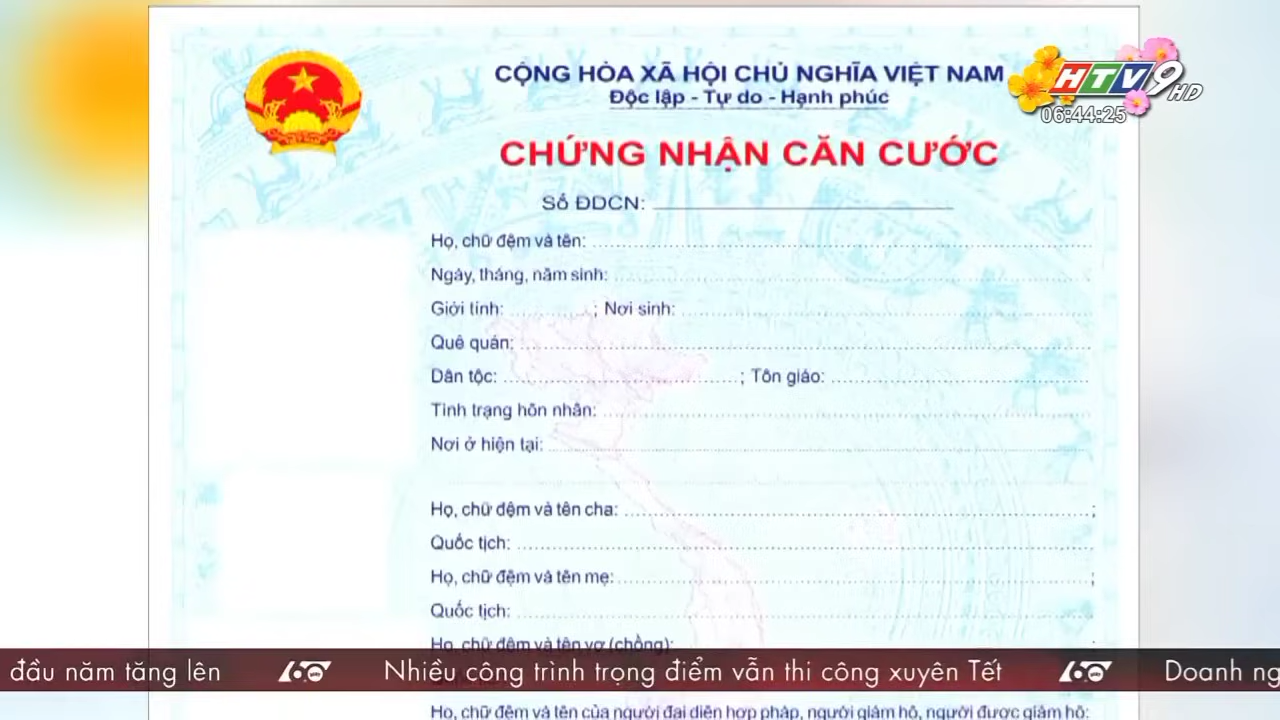 CỘNG HÒA XÃ HỘI CHỦ NGHĨA VIỆT NAM
Độc lập - Tự do - Hạnh phúc
HTV9 HD
06:44:25
CHỨNG NHẬN CĂN CƯỚC
Số ĐDCN:
Họ, chữ đệm và tên:
Ngày, tháng, năm sinh:
Giới tính: ; Nơi sinh:
Quê quán:
Dân tộc: ; Tôn giáo:
Tình trạng hôn nhân:
Nơi ở hiện tại:
Họ, chữ đệm và tên cha: ;
Quốc tịch:
Họ, chữ đệm và tên mẹ: ;
Quốc tịch:
Họ, chữ đệm và tên vợ (chồng): ;
đầu năm tăng lên 60 giây Nhiều công trình trọng điểm vẫn thi công xuyên Tết 60 giây Doanh ng
Họ, chữ đệm và tên của người đại diện hợp pháp, người giám hộ, người được giám hộ: